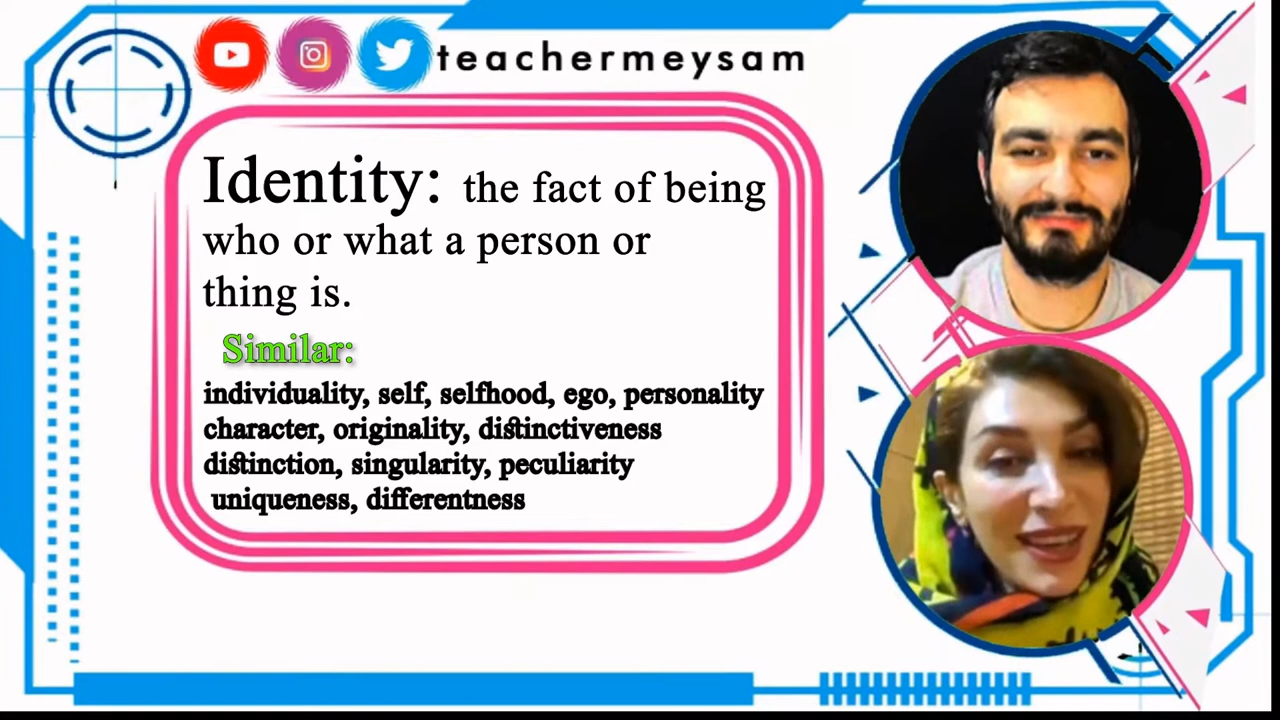 teachermeysam
Identity: the fact of being
who or what a person or
thing is.
Similar:
individuality, self, selfhood, ego, personality
character, originality, distinctiveness
distinction, singularity, peculiarity
uniqueness, differentness